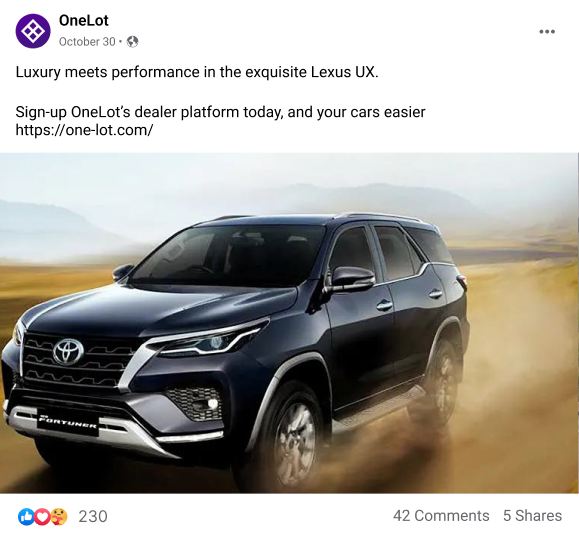 OneLot
October 30 •
Luxury meets performance in the exquisite Lexus UX.
Sign-up OneLot's dealer platform today, and your cars easier
https://one-lot.com/
FORTUNER
230
42 Comments 5 Shares